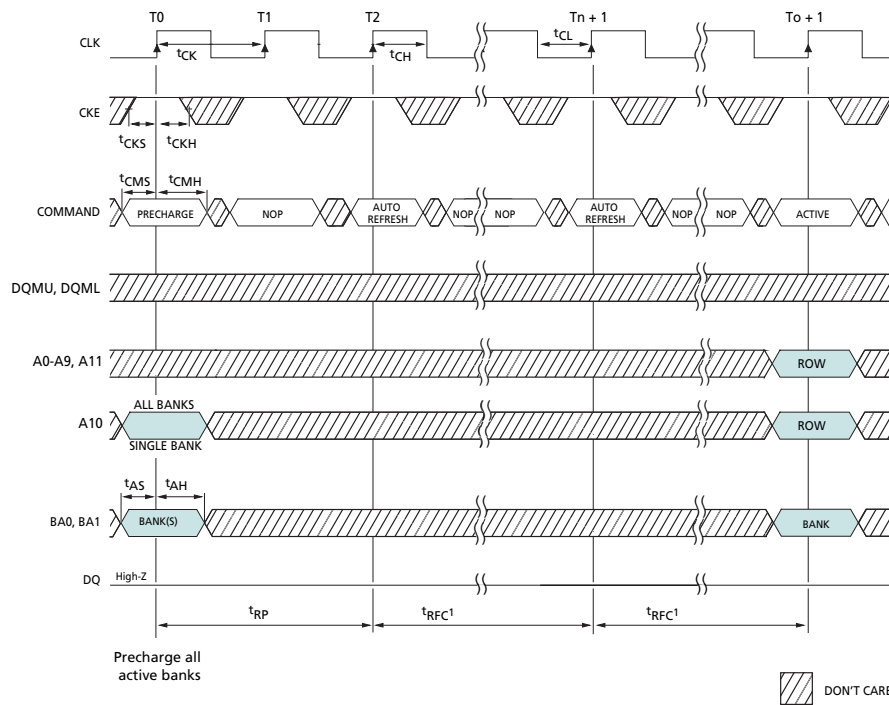 T0 T1 T2 Tn + 1 To + 1
CLK
tCK tCH tCL
CKE
tCKS tCKH
tCMS tCMH
COMMAND PRECHARGE NOP AUTO REFRESH NOP NOP AUTO REFRESH NOP NOP ACTIVE
DQMU, DQML
A0-A9, A11 ROW
ALL BANKS
A10 ROW
SINGLE BANK
tAS tAH
BA0, BA1 BANK(S) BANK
DQ High-Z
tRP tRFC¹ tRFC¹
Precharge all
active banks
DON'T CARE